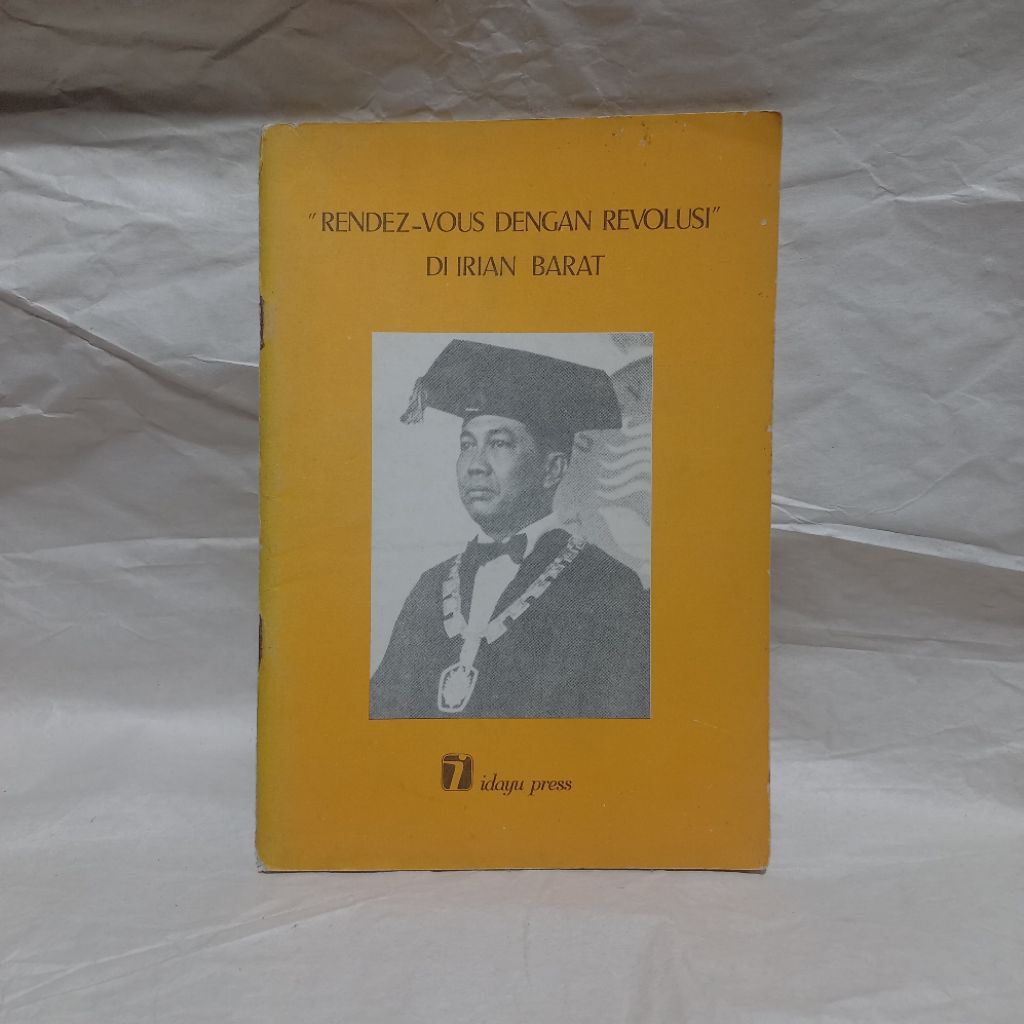 "RENDEZ-VOUS DENGAN REVOLUSI"
DI IRIAN BARAT
idayu press